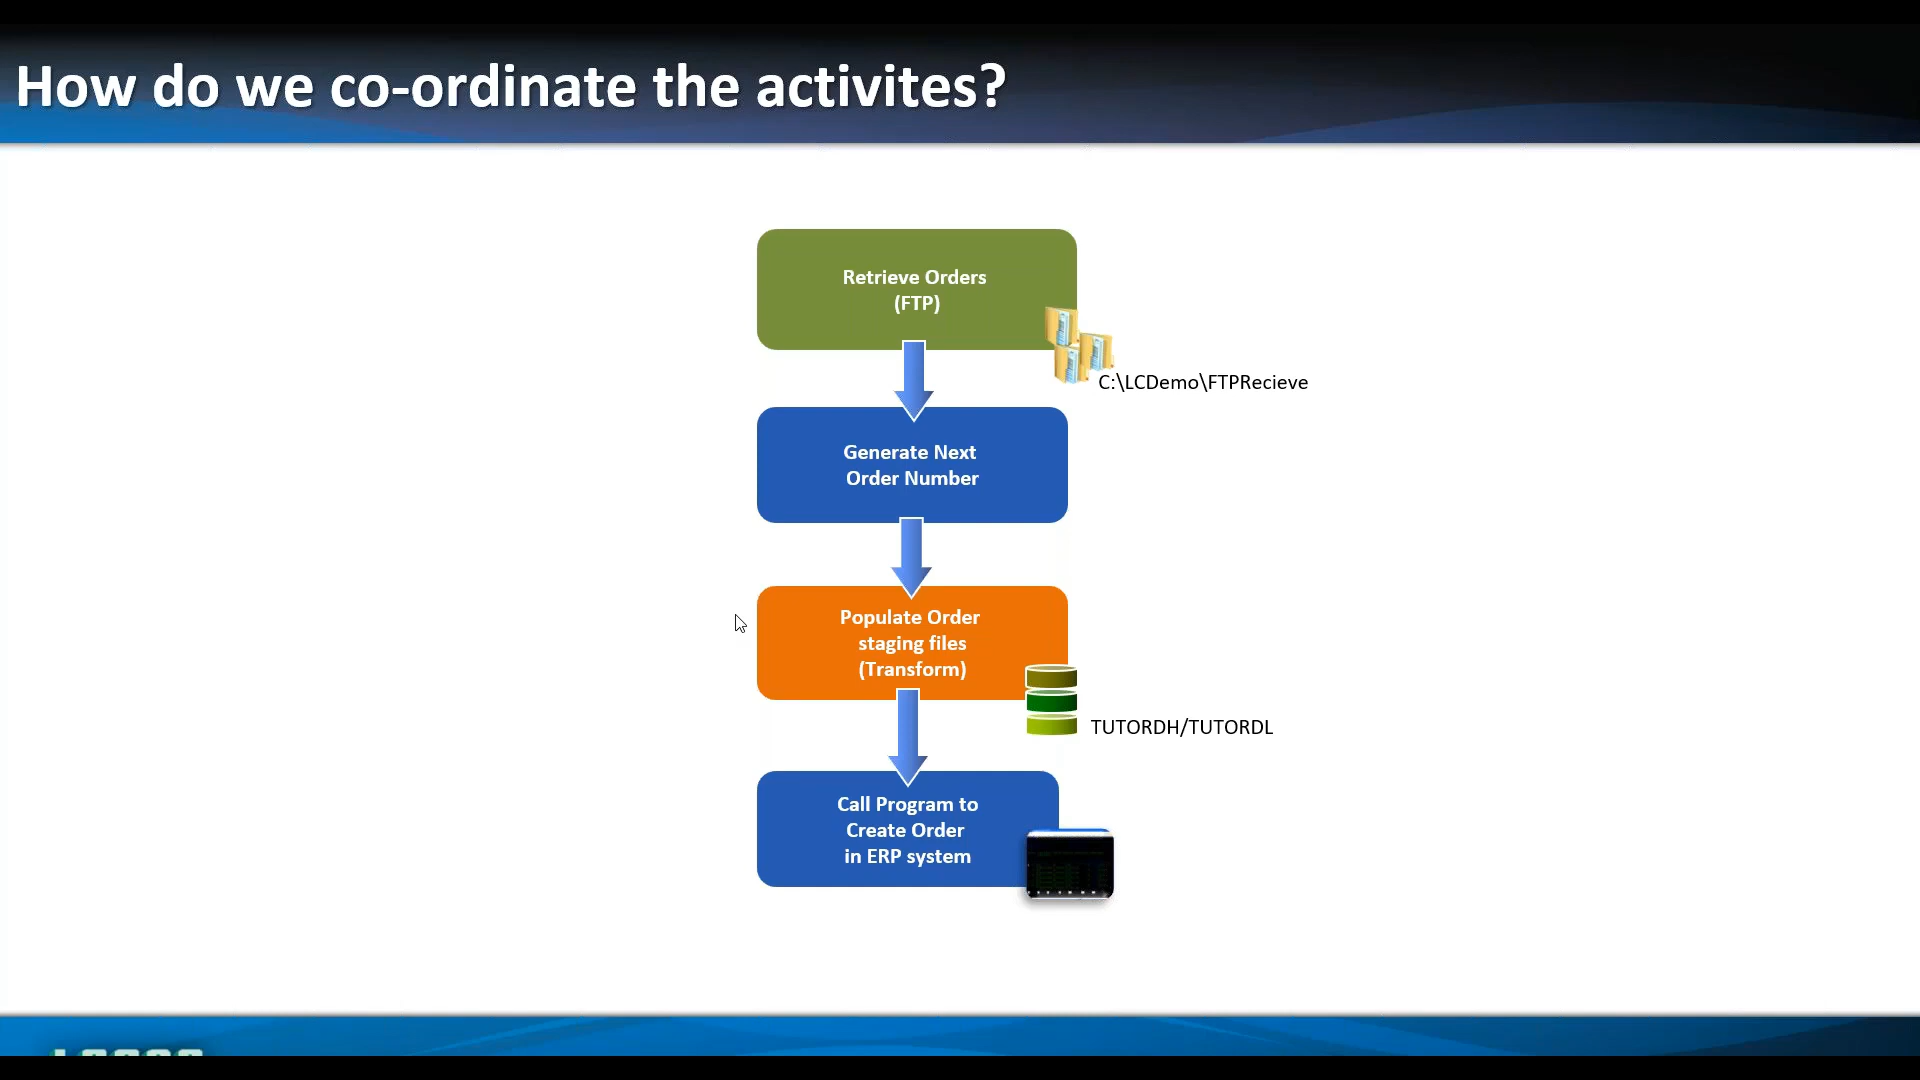 How do we co-ordinate the activites?
Retrieve Orders
(FTP)
C:\LCDemo\FTPRecieve
Generate Next
Order Number
Populate Order
staging files
(Transform)
TUTORDH/TUTORDL
Call Program to
Create Order
in ERP system